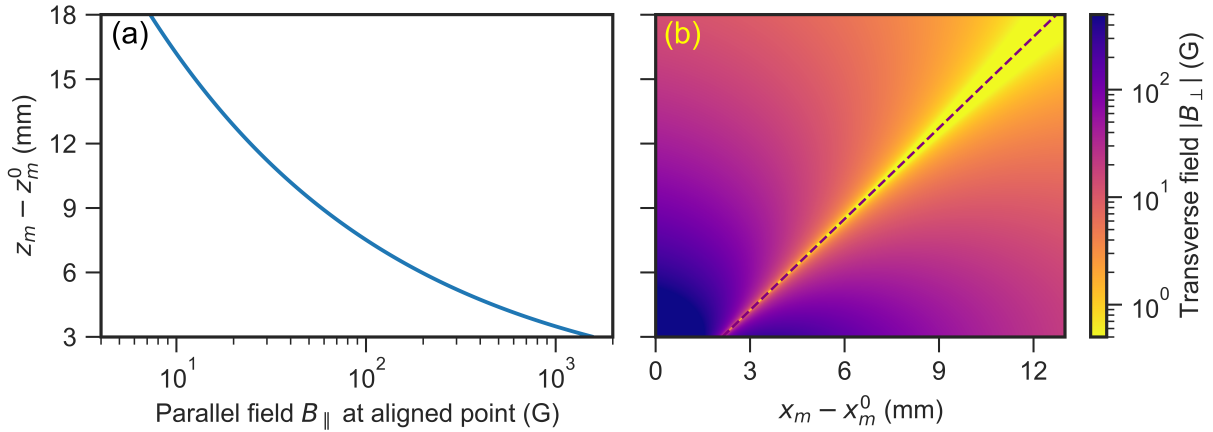 (a)
18
15
12
9
6
3
z_m − z_m^0 (mm)
10^1
10^2
10^3
Parallel field B_∥ at aligned point (G)
(b)
0
3
6
9
12
x_m − x_m^0 (mm)
10^2
10^1
10^0
Transverse field |B_⊥| (G)